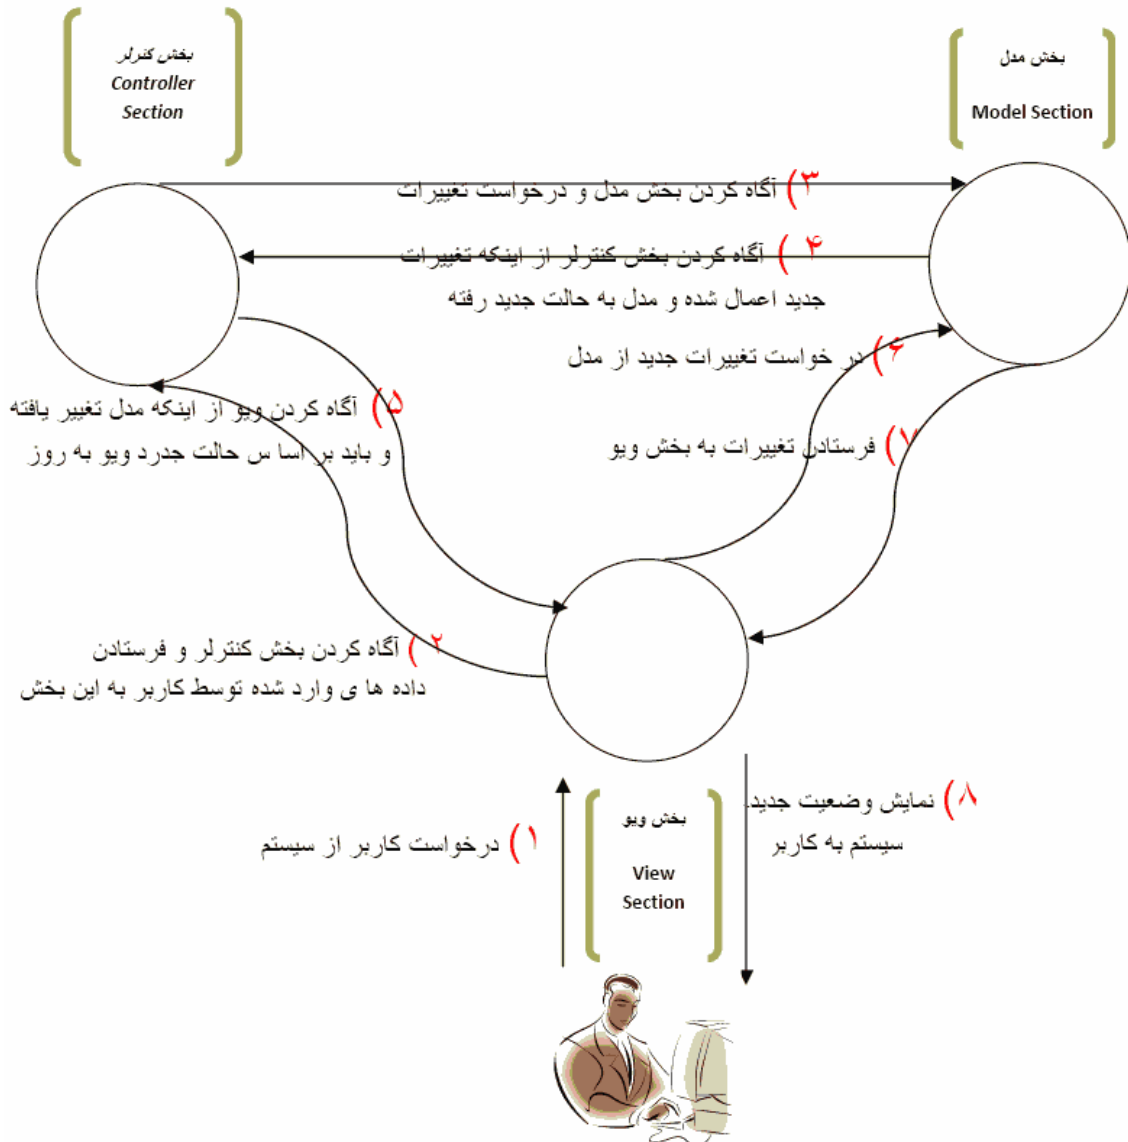 بخش کنرلر
Controller
Section
بخش مدل
Model Section
۳) آگاه کردن بخش مدل و درخواست تغییرات
۴) آگاه کردن بخش کنترلر از اینکه تغییرات
جدید اعمال شده و مدل به حالت جدید رفته
۶) در خواست تغییرات جدید از مدل
۵) آگاه کردن ویو از اینکه مدل تغییر یافته
و باید بر اسا س حالت جدرد ویو به روز
۷) فرستادن تغییرات به بخش ویو
۲) آگاه کردن بخش کنترلر و فرستادن
داده ها ی وارد شده توسط کاربر به این بخش
۱) درخواست کاربر از سیستم
بخش ویو
View
Section
۸) نمایش وضعیت جدید
سیستم به کاربر